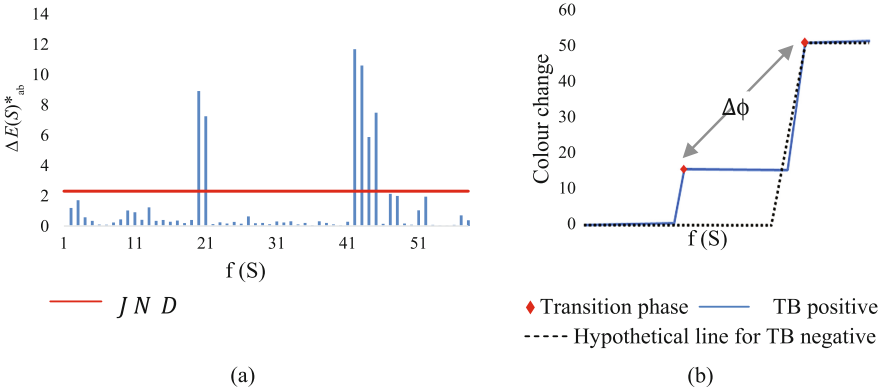 14
12
10
8
6
4
2
0
ΔE(S)*ab
1 11 21 31 41 51
f (S)
J N D
(a)
60
50
40
30
20
10
0
Colour change
Δϕ
f (S)
Transition phase
TB positive
Hypothetical line for TB negative
(b)